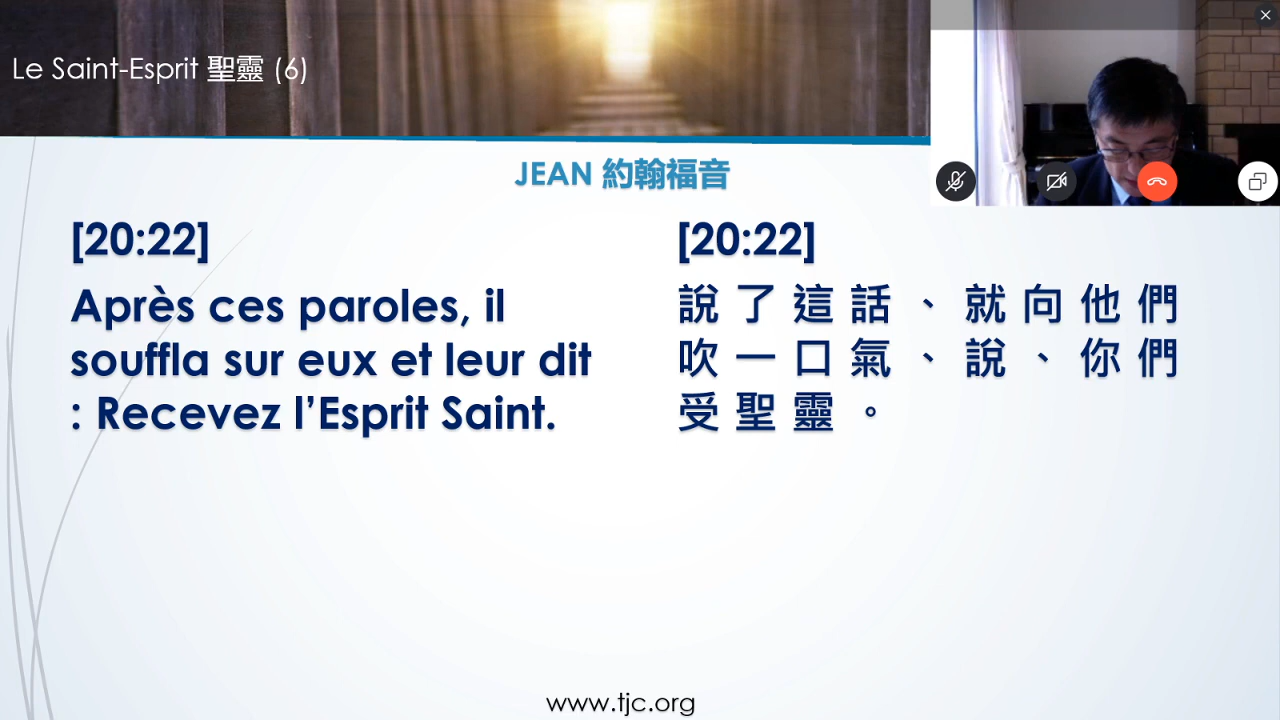 Le Saint-Esprit 聖靈 (6)
JEAN 約翰福音
[20:22]
Après ces paroles, il
souffla sur eux et leur dit
: Recevez l’Esprit Saint.
[20:22]
說了這話、就向他們
吹一口氣、說、你們
受聖靈。
www.tjc.org